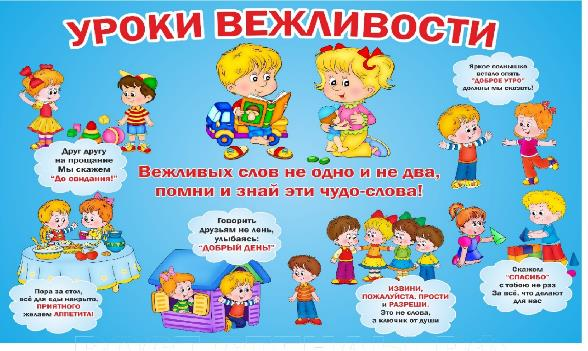 УРОКИ ВЕЖЛИВОСТИ
Яркое солнышко
встало опять
"ДОБРОЕ УТРО"
должны мы сказать!
Друг другу
на прощание
Мы скажем
"До свидания!"
Вежливых слов не одно и не два,
помни и знай эти чудо-слова!
Говорить
друзьям не лень,
улыбаясь:
"ДОБРЫЙ ДЕНЬ!"
Пора за стол,
всё для еды накрыто,
ПРИЯТНОГО
желаем АППЕТИТА!
ИЗВИНИ,
ПОЖАЛУЙСТА, ПРОСТИ
и РАЗРЕШИ.
Это не слова,
а ключик от души
Скажем
"СПАСИБО"
с тобою не раз
За всё, что делают
для нас